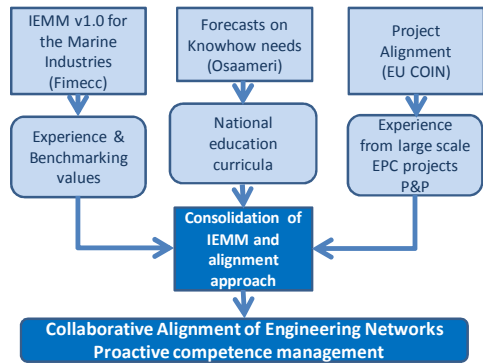 IEMM v1.0 for
the Marine
Industries
(Fimecc)
Forecasts on
Knowhow needs
(Osaameri)
Project
Alignment
(EU COIN)
Experience &
Benchmarking
values
National
education
curricula
Experience
from large scale
EPC projects
P&P
Consolidation of
IEMM and
alignment
approach
Collaborative Alignment of Engineering Networks
Proactive competence management